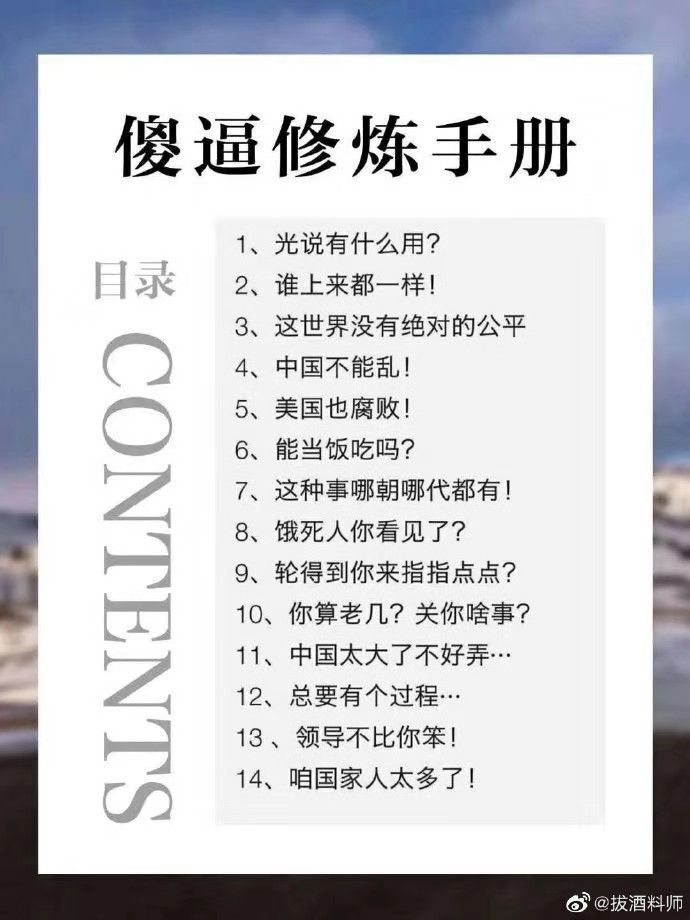 傻逼修炼手册
目录
CONTENTS
1、光说有什么用？
2、谁上来都一样！
3、这世界没有绝对的公平
4、中国不能乱！
5、美国也腐败！
6、能当饭吃吗？
7、这种事哪朝哪代都有！
8、饿死人你看见了？
9、轮得到你来指指点点？
10、你算老几？关你啥事？
11、中国太大了不好弄…
12、总要有个过程…
13 、领导不比你笨！
14、咱国家人太多了！
@拔酒料师